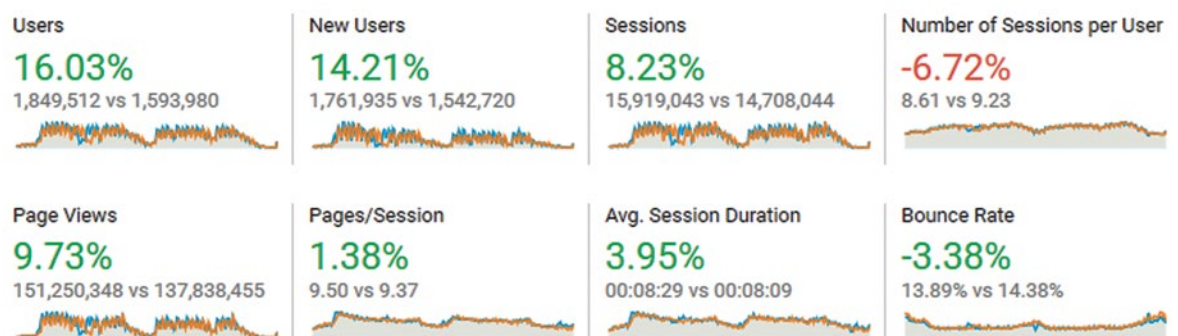 Users
16.03%
1,849,512 vs 1,593,980
New Users
14.21%
1,761,935 vs 1,542,720
Sessions
8.23%
15,919,043 vs 14,708,044
Number of Sessions per User
-6.72%
8.61 vs 9.23
Page Views
9.73%
151,250,348 vs 137,838,455
Pages/Session
1.38%
9.50 vs 9.37
Avg. Session Duration
3.95%
00:08:29 vs 00:08:09
Bounce Rate
-3.38%
13.89% vs 14.38%